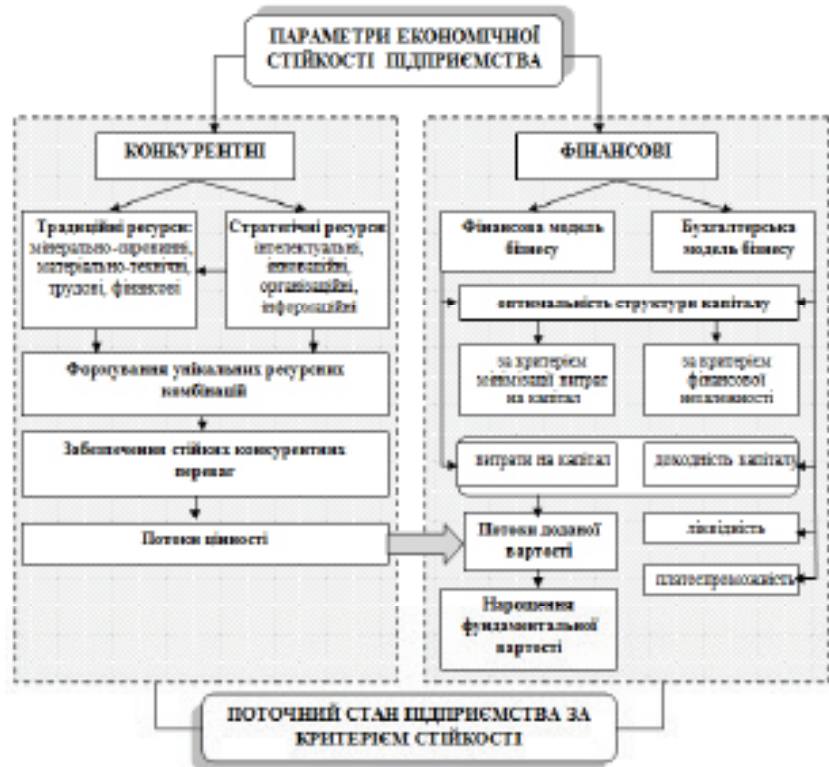 ПАРАМЕТРИ ЕКОНОМІЧНОЇ
СТІЙКОСТІ ПІДПРИЄМСТВА
КОНКУРЕНТНІ
Традиційні ресурси:
мінерально-сировинні,
матеріально-технічні,
трудові, фінансові
Стратегічні ресурси:
інтелектуальні,
інноваційні,
організаційні,
інформаційні
Формування унікальних ресурсних
комбінацій
Забезпечення стійких конкурентних
переваг
Потоки цінності
ФІНАНСОВІ
Фінансова модель
бізнесу
Бухгалтерська
модель бізнесу
оптимальність структури капіталу
за критерієм
мінімізації витрат
на капітал
за критерієм
фінансової
незалежності
витрати на капітал
доходність капіталу
Потоки доданої
вартості
ліквідність
платоспроможність
Нарощення
фундаментальної
вартості
ПОТОЧНИЙ СТАН ПІДПРИЄМСТВА ЗА
КРИТЕРІЄМ СТІЙКОСТІ